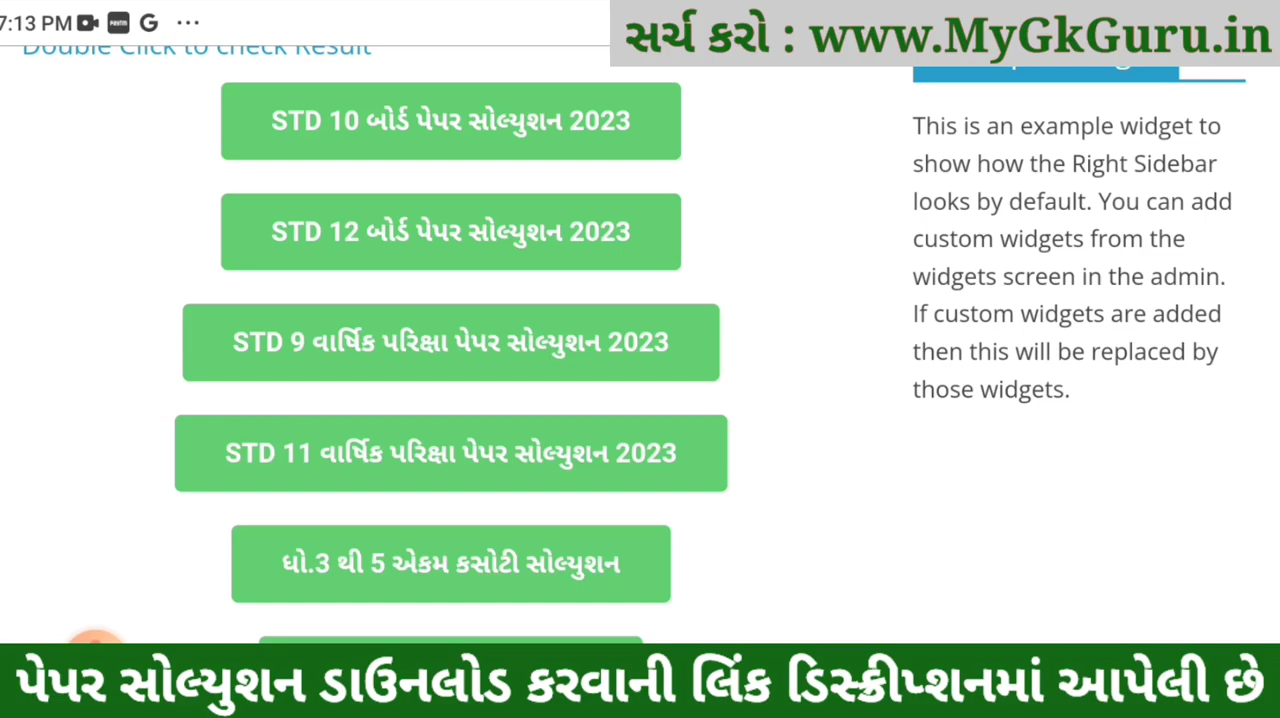 7:13 PM
સર્ચ કરો : www.MyGkGuru.in
Double Click to check Result
STD 10 બોર્ડ પેપર સોલ્યુશન 2023
STD 12 બોર્ડ પેપર સોલ્યુશન 2023
STD 9 વાર્ષિક પરિક્ષા પેપર સોલ્યુશન 2023
STD 11 વાર્ષિક પરિક્ષા પેપર સોલ્યુશન 2023
ધો.3 થી 5 એકમ કસોટી સોલ્યુશન
This is an example widget to
show how the Right Sidebar
looks by default. You can add
custom widgets from the
widgets screen in the admin.
If custom widgets are added
then this will be replaced by
those widgets.
પેપર સોલ્યુશન ડાઉનલોડ કરવાની લિંક ડિસ્ક્રીપ્શનમાં આપેલી છે